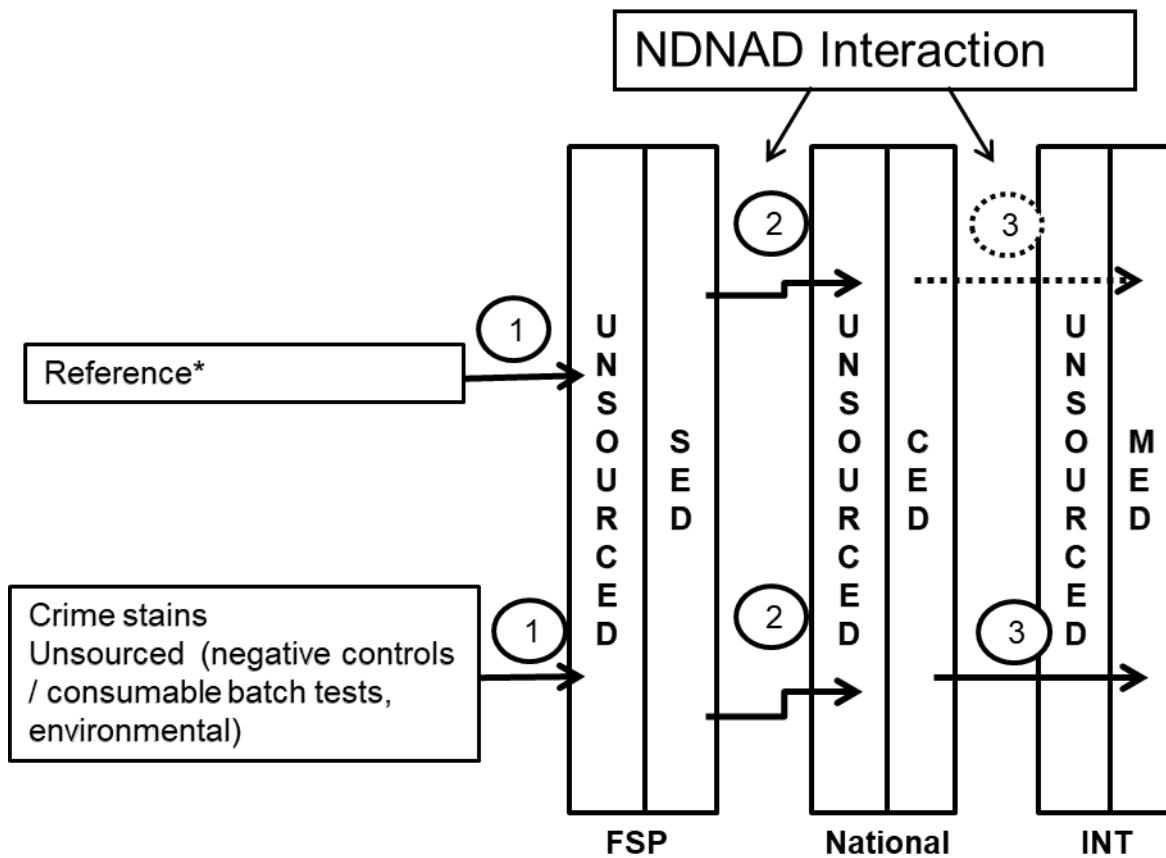 NDNAD Interaction
2
3
1
Reference*
UNSOURCED
SED
UNSOURCED
CED
UNSOURCED
MED
Crime stains
Unsourced (negative controls
/ consumable batch tests,
environmental)
1
2
3
FSP
National
INT